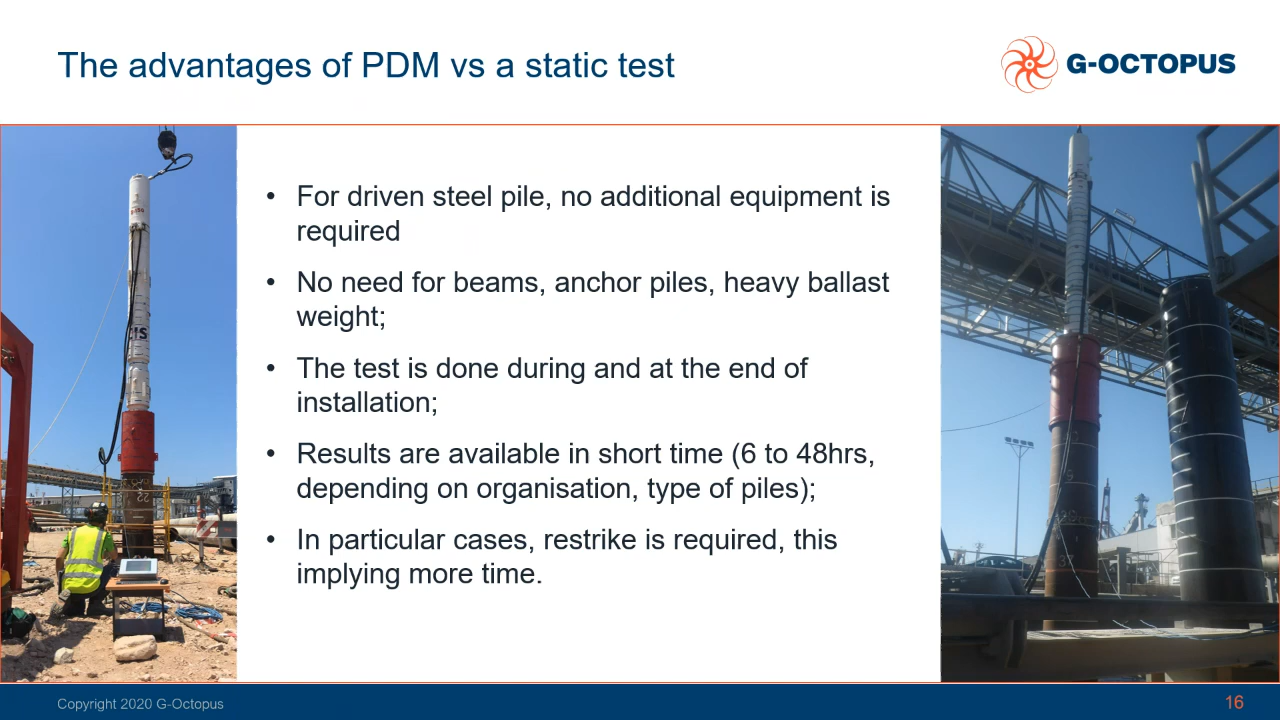 The advantages of PDM vs a static test
G-OCTOPUS
• For driven steel pile, no additional equipment is
required
• No need for beams, anchor piles, heavy ballast
weight;
• The test is done during and at the end of
installation;
• Results are available in short time (6 to 48hrs,
depending on organisation, type of piles);
• In particular cases, restrike is required, this
implying more time.
Copyright 2020 G-Octopus
16